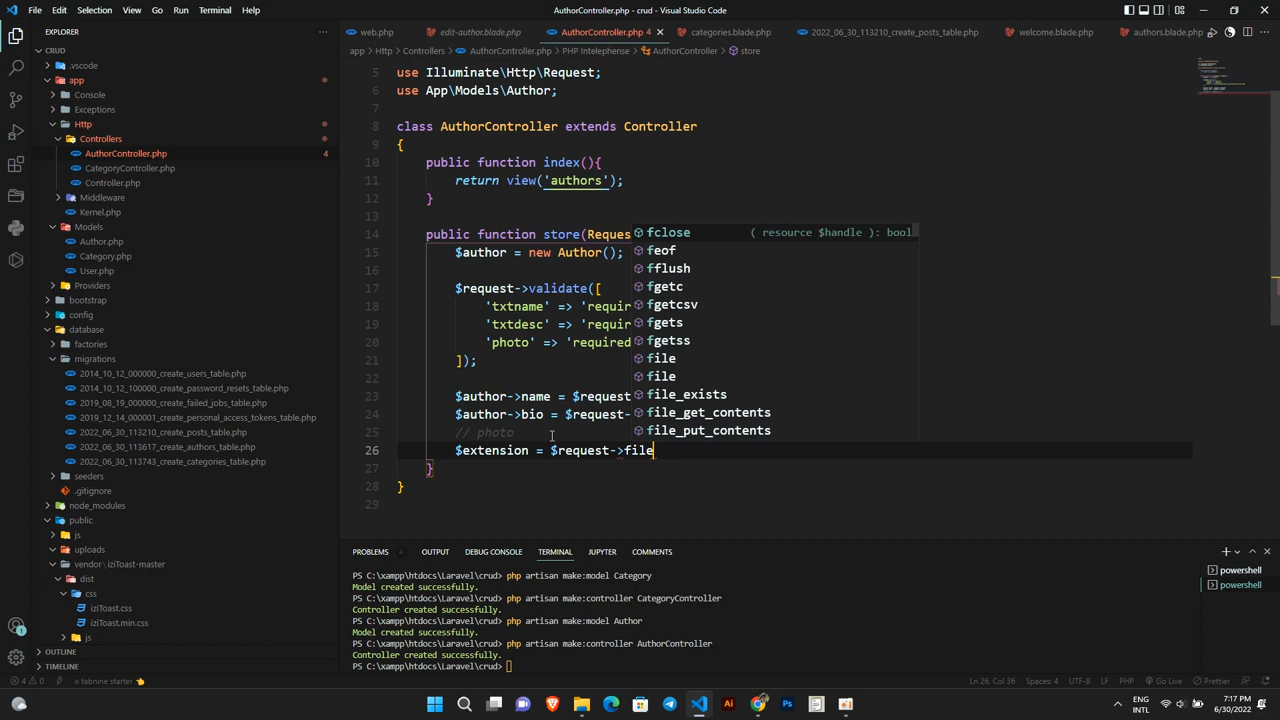 File Edit Selection View Go Run Terminal Help
AuthorController.php - crud - Visual Studio Code
EXPLORER
web.php
edit-author.blade.php
AuthorController.php 4
categories.blade.php
2022_06_30_113210_create_posts_table.php
welcome.blade.php
authors.blade.php
CRUD
app > Http > Controllers > AuthorController.php > PHP Intelephense > AuthorController > store
.vscode
app
Console
Exceptions
Http
Controllers
AuthorController.php 4
CategoryController.php
Controller.php
Middleware
Kernel.php
Models
Author.php
Category.php
User.php
Providers
bootstrap
config
database
factories
migrations
2014_10_12_000000_create_users_table.php
2014_10_12_100000_create_password_resets_table.php
2019_08_19_000000_create_failed_jobs_table.php
2019_12_14_000001_create_personal_access_tokens_table.php
2022_06_30_113210_create_posts_table.php
2022_06_30_113617_create_authors_table.php
2022_06_30_113743_create_categories_table.php
seeders
.gitignore
node_modules
public
js
uploads
vendor \ iziToast-master
dist
css
iziToast.css
iziToast.min.css
js
OUTLINE
TIMELINE
5 use Illuminate\Http\Request;
6 use App\Models\Author;
7
8 class AuthorController extends Controller
9 {
10 public function index(){
11 return view('authors');
12 }
13
14 public function store(Reques
15 $author = new Author();
16
17 $request->validate([
18 'txtname' => 'requir
19 'txtdesc' => 'requir
20 'photo' => 'required
21 ]);
22
23 $author->name = $request
24 $author->bio = $request-
25 // photo
26 $extension = $request->file
27 }
28 }
29
fclose ( resource $handle ): bool
feof
fflush
fgetc
fgetcsv
fgets
fgetss
file
file
file_exists
file_get_contents
file_put_contents
PROBLEMS 4 OUTPUT DEBUG CONSOLE TERMINAL JUPYTER COMMENTS
PS C:\xampp\htdocs\Laravel\crud> php artisan make:model Category
Model created successfully.
PS C:\xampp\htdocs\Laravel\crud> php artisan make:controller CategoryController
Controller created successfully.
PS C:\xampp\htdocs\Laravel\crud> php artisan make:model Author
Model created successfully.
PS C:\xampp\htdocs\Laravel\crud> php artisan make:controller AuthorController
Controller created successfully.
PS C:\xampp\htdocs\Laravel\crud>
powershell
powershell
4 0 tabnine starter
Ln 26, Col 36 Spaces: 4 UTF-8 LF PHP Go Live Prettier
ENG
INTL
7:17 PM
6/30/2022